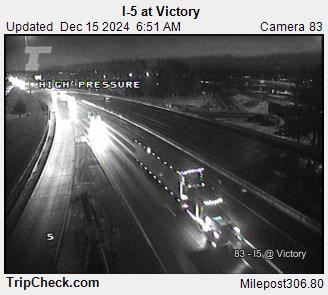 I-5 at Victory
Updated Dec 15 2024 6:51 AM Camera 83
HIGH PRESSURE
S
83 - I5 @ Victory
TripCheck.com Milepost306.80